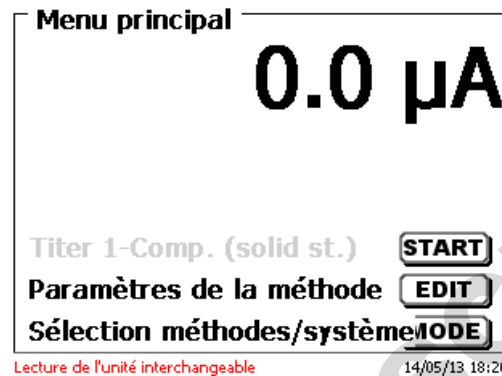 Menu principal
0.0 µA
Titer 1-Comp. (solid st.) START
Paramètres de la méthode EDIT
Sélection méthodes/système MODE
Lecture de l'unité interchangeable 14/05/13 18:20